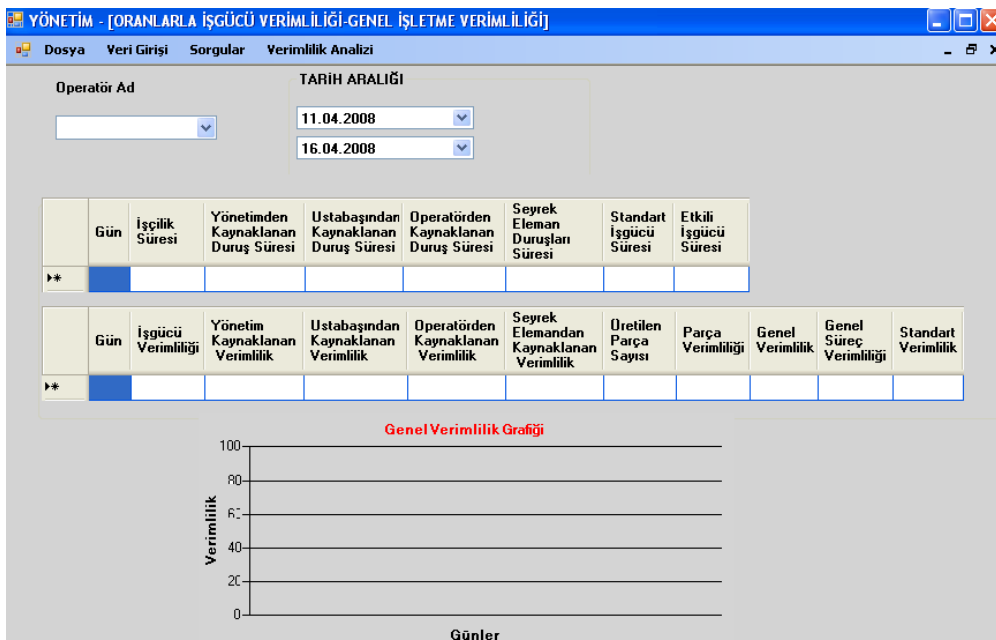 YÖNETİM - [ORANLARLA İŞGÜCÜ VERİMLİLİĞİ-GENEL İŞLETME VERİMLİLİĞİ]
Dosya Veri Girişi Sorgular Verimlilik Analizi
Operatör Ad
TARİH ARALIĞI
11.04.2008
16.04.2008
Gün
İşçilik
Süresi
Yönetimden
Kaynaklanan
Duruş Süresi
Ustabaşından
Kaynaklanan
Duruş Süresi
Operatörden
Kaynaklanan
Duruş Süresi
Seyrek
Eleman
Duruşları
Süresi
Standart
İşgücü
Süresi
Etkili
İşgücü
Süresi
Gün
İşgücü
Verimliliği
Yönetim
Kaynaklanan
Verimlilik
Ustabaşından
Kaynaklanan
Verimlilik
Operatörden
Kaynaklanan
Verimlilik
Seyrek
Elemandan
Kaynaklanan
Verimlilik
Üretilen
Parça
Sayısı
Parça
Verimliliği
Genel
Verimlilik
Genel
Süreç
Verimliliği
Standart
Verimlilik
Genel Verimlilik Grafiği
Verimlilik
100
80
60
40
20
0
Günler